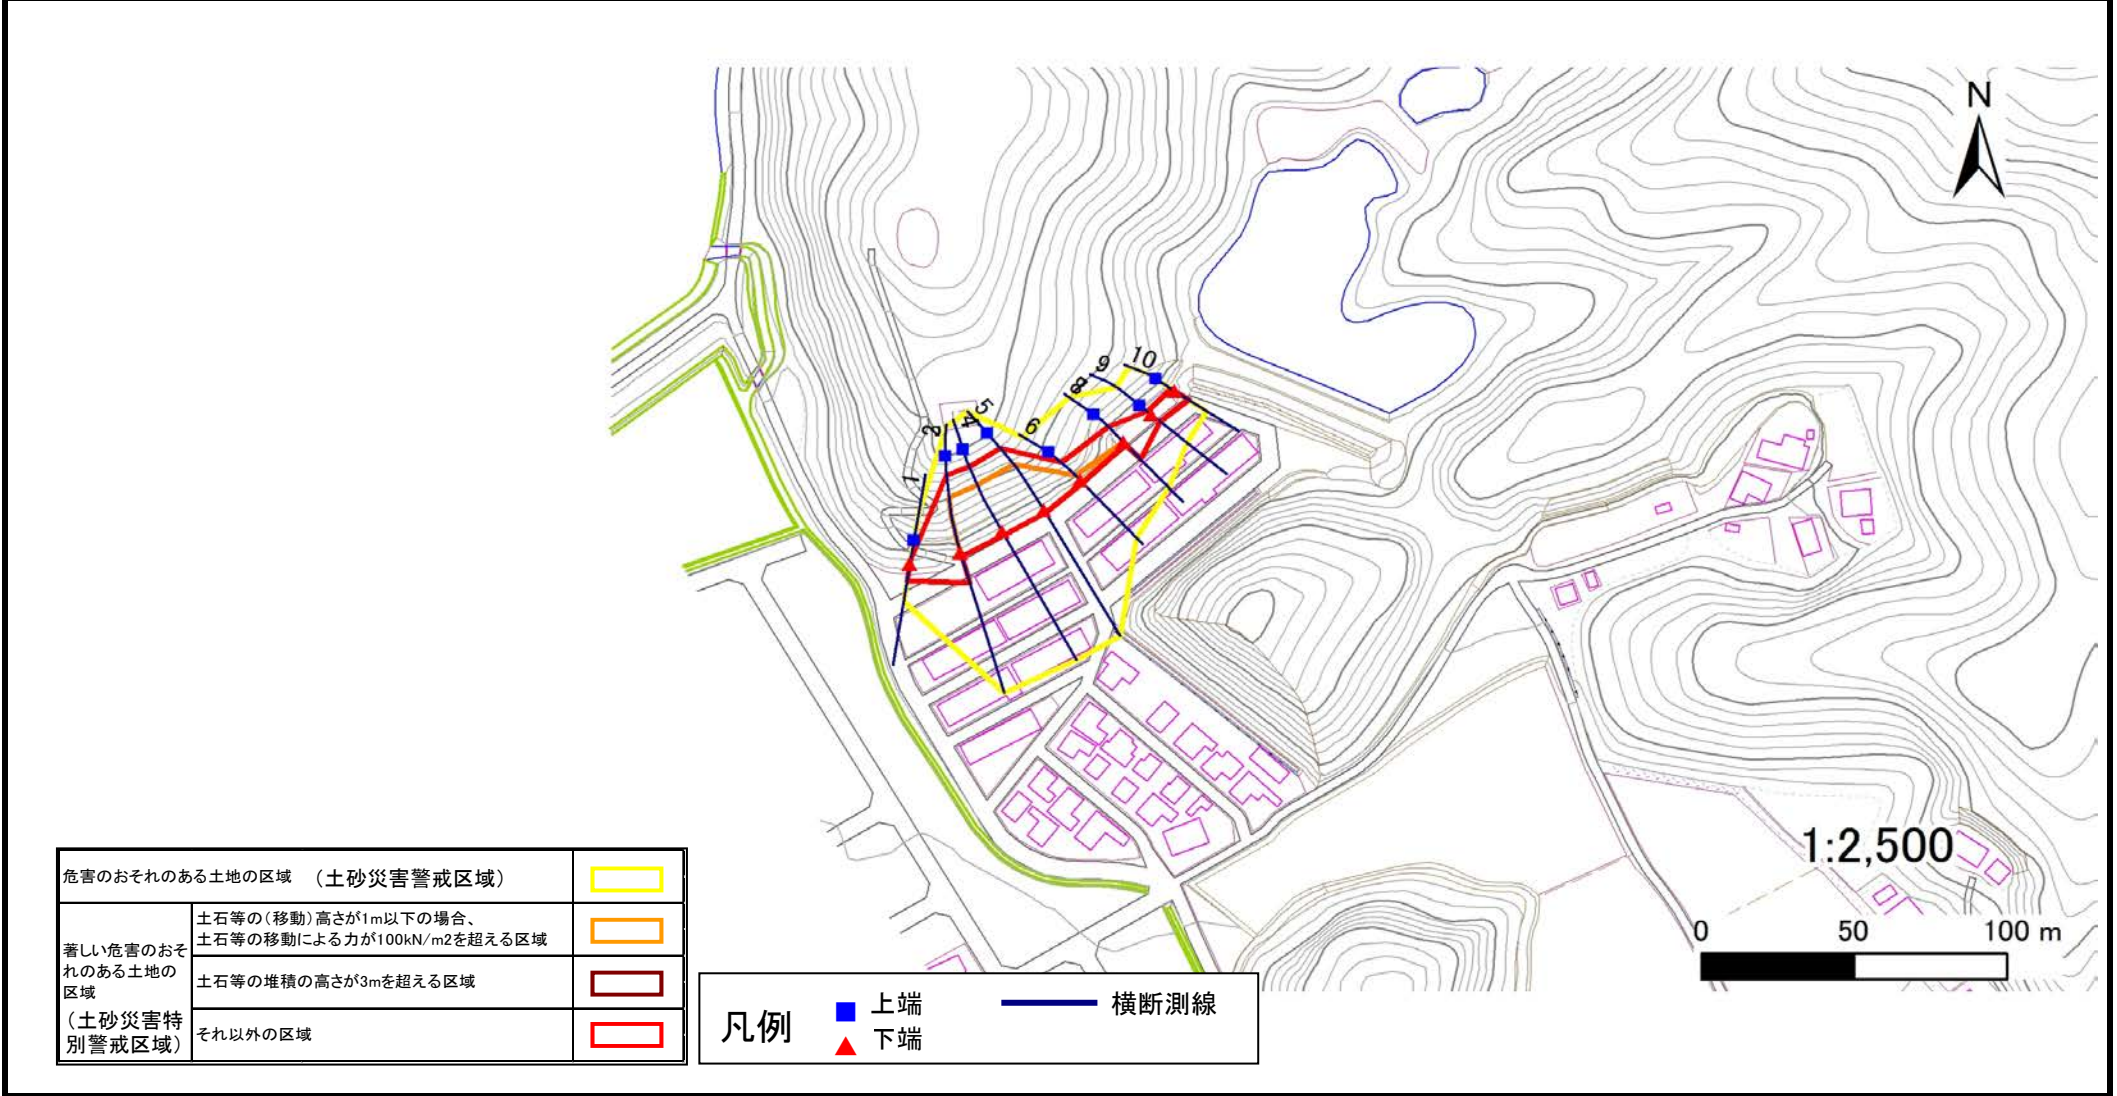 N
10
9
8
5
4
2
6
1
1:2,500
0 50 100 m
危害のおそれのある土地の区域 （土砂災害警戒区域）
著しい危害のおそ
れのある土地の
区域
（土砂災害特
別警戒区域）
土石等の（移動）高さが1m以下の場合、
土石等の移動による力が100kN/m2を超える区域
土石等の堆積の高さが3mを超える区域
それ以外の区域
凡例
上端
下端
横断測線